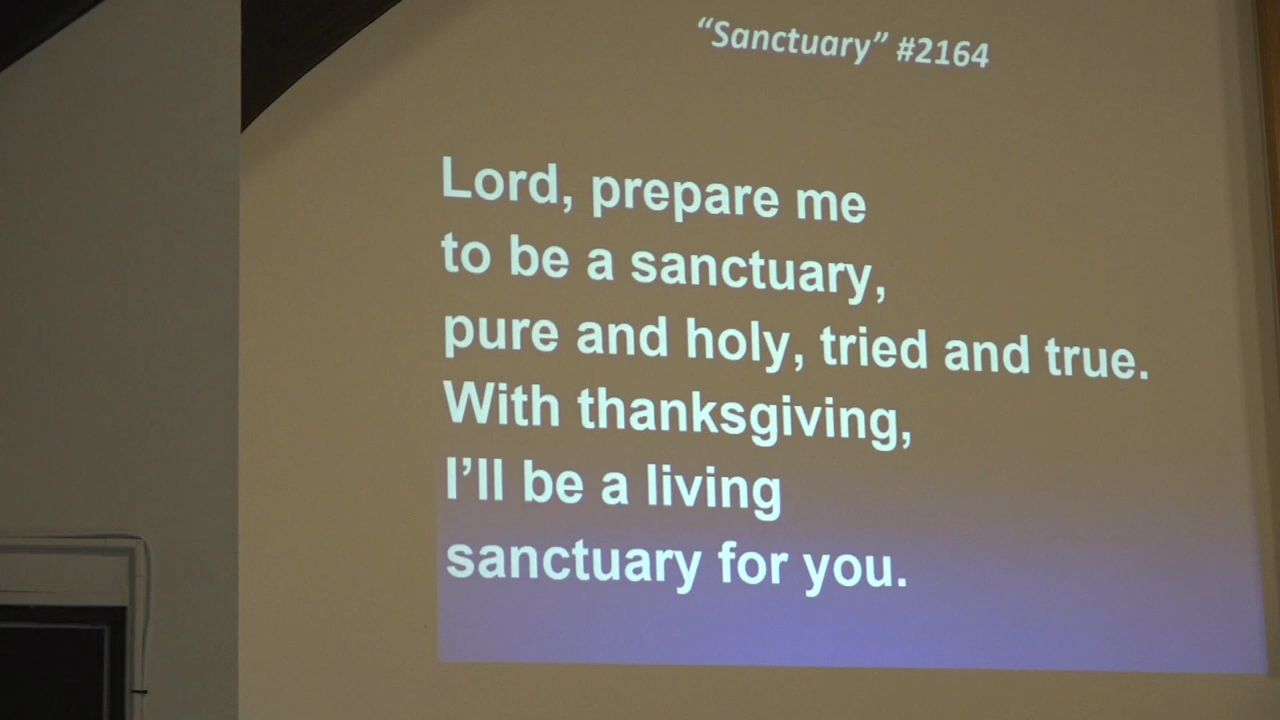 “Sanctuary” #2164
Lord, prepare me
to be a sanctuary,
pure and holy, tried and true.
With thanksgiving,
I’ll be a living
sanctuary for you.